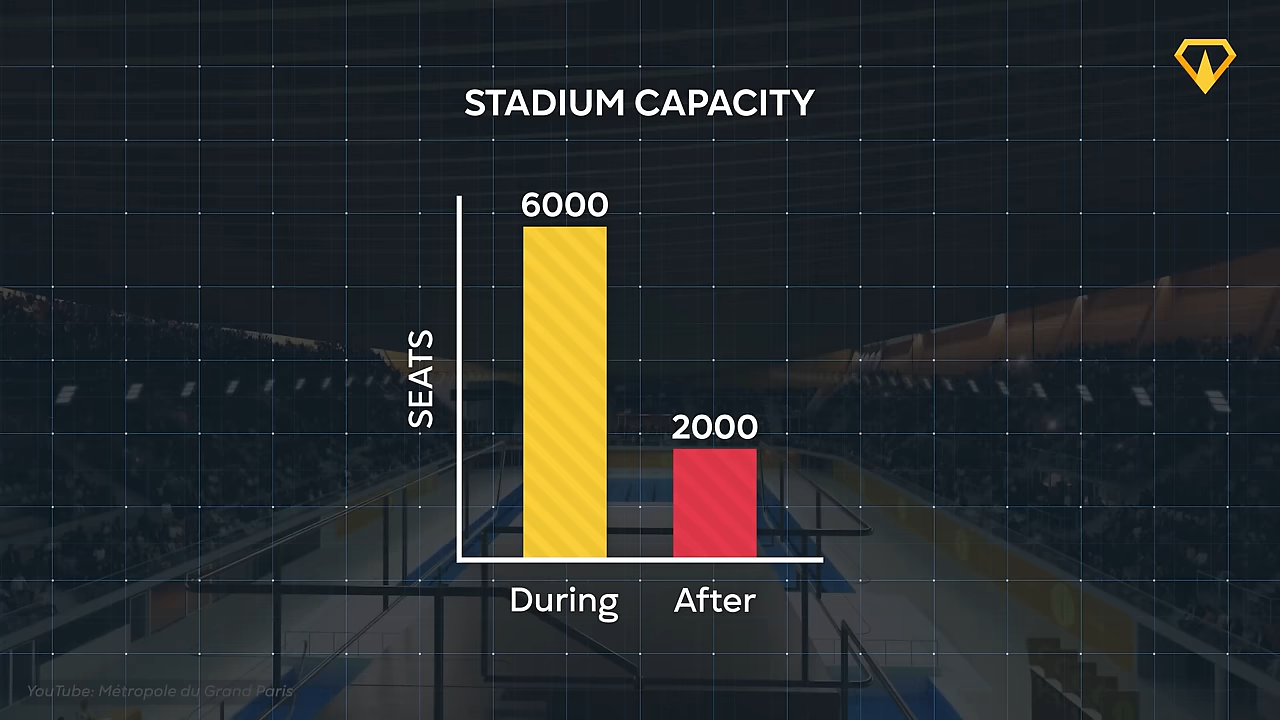 STADIUM CAPACITY
6000
2000
SEATS
During
After
YouTube: Métropole du Grand Paris